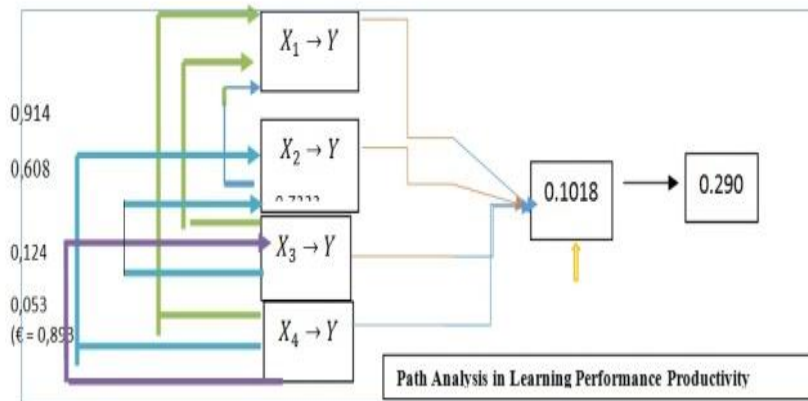 X₁ → Y
0,914
X₂ → Y
0,608
0.1018
0.290
X₃ → Y
0,124
0,053
(€ = 0,893
X₄ → Y
Path Analysis in Learning Performance Productivity